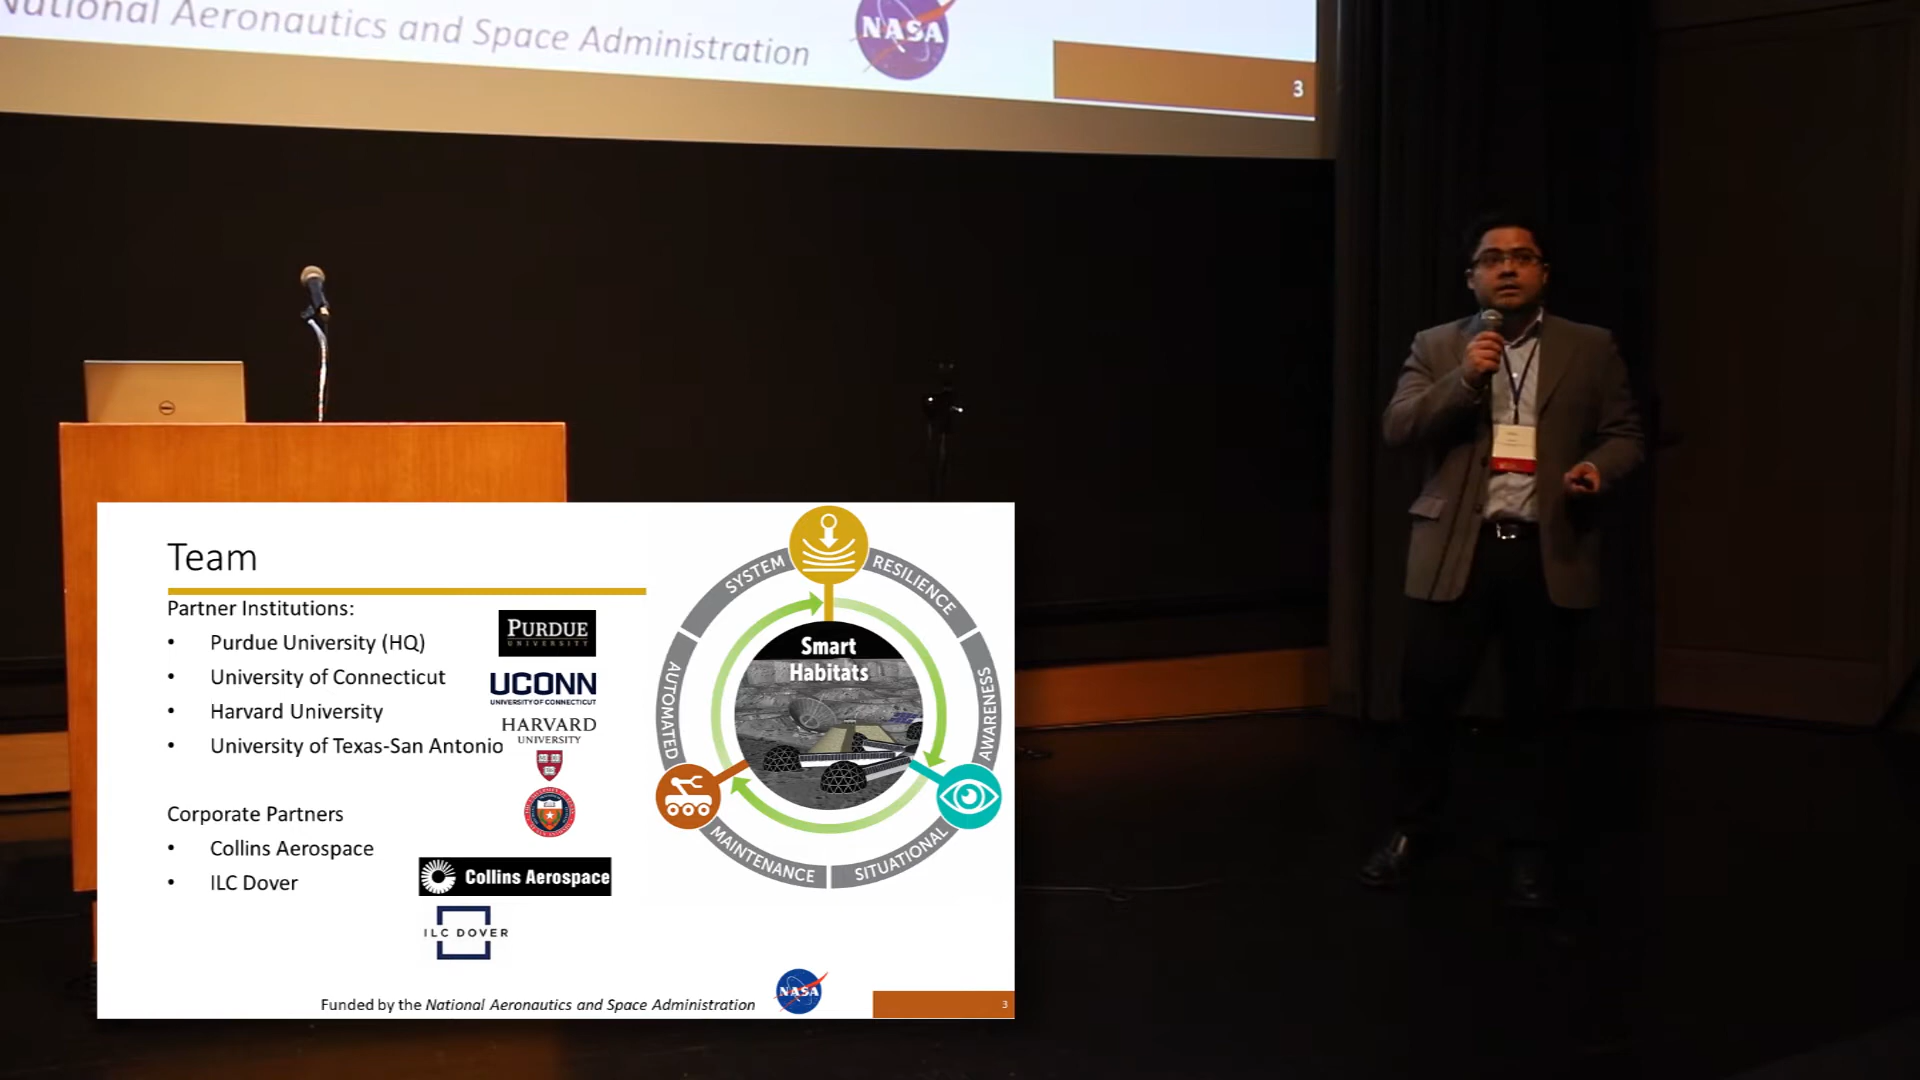 National Aeronautics and Space Administration
NASA
3
DELL
Team
Partner Institutions:
• Purdue University (HQ)
• University of Connecticut
• Harvard University
• University of Texas-San Antonio
PURDUE
UNIVERSITY
UCONN
UNIVERSITY OF CONNECTICUT
HARVARD
UNIVERSITY
Corporate Partners
• Collins Aerospace
• ILC Dover
Collins Aerospace
ILC DOVER
SYSTEM
RESILIENCE
AUTOMATED
AWARENESS
Smart
Habitats
MAINTENANCE
SITUATIONAL
Funded by the National Aeronautics and Space Administration
NASA
3